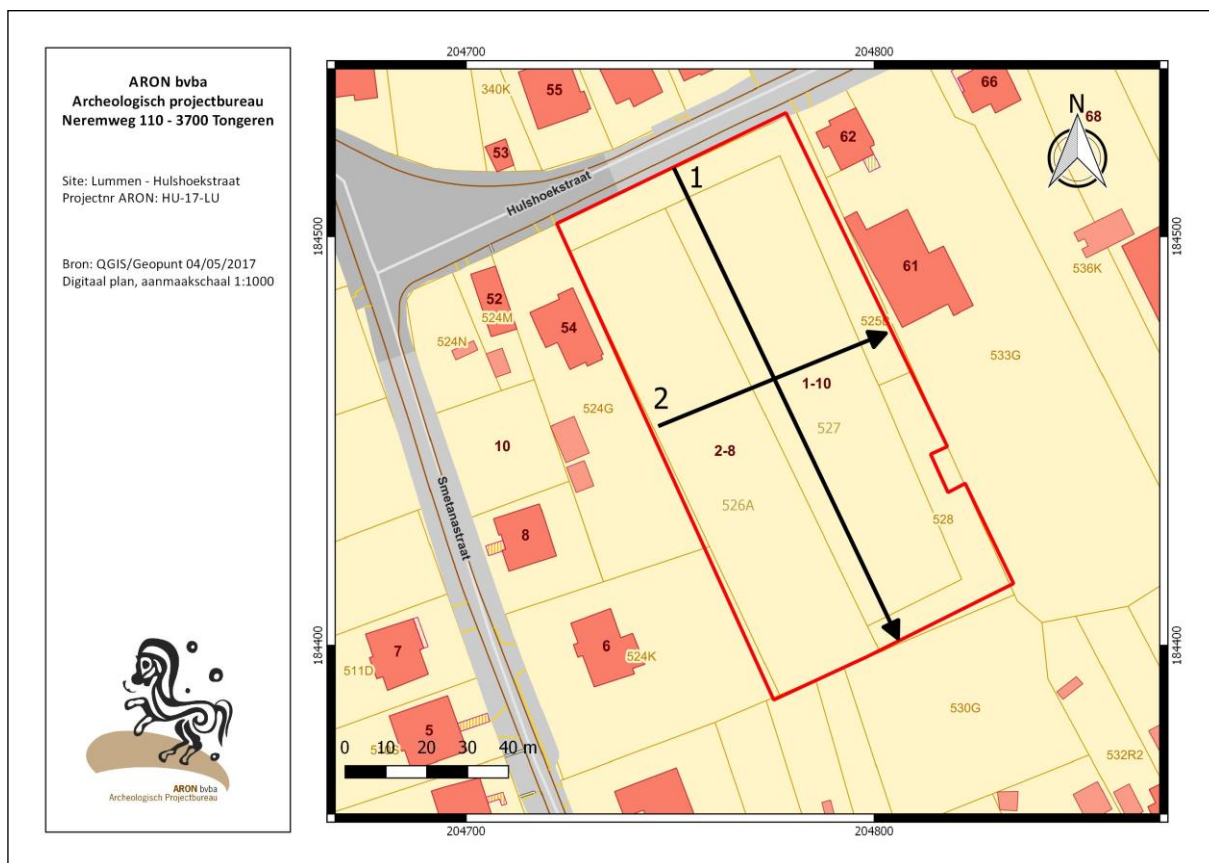 ARON bvba
Archeologisch projectbureau
Neremweg 110 - 3700 Tongeren
Site: Lummen - Hulshoekstraat
Projectnr ARON: HU-17-LU
Bron: QGIS/Geopunt 04/05/2017
Digitaal plan, aanmaakschaal 1:1000
ARON bvba
Archeologisch Projectbureau
204700
204800
184500
184500
184400
184400
204700
204800
340K
55
53
66
N
68
62
Hulshoekstraat
1
61
536K
52
524M
54
524N
533G
524G
2
1-10
527
10
2-8
526A
528
Smetanastraat
8
6
524K
7
511D
5
530G
532R2
0 10 20 30 40 m